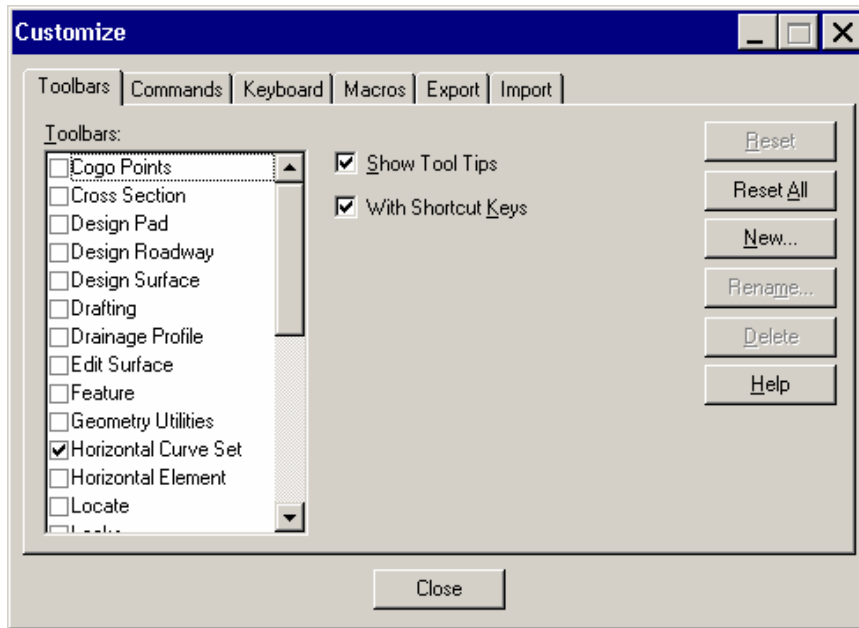 Customize
Toolbars Commands Keyboard Macros Export Import
Toolbars:
Cogo Points
Cross Section
Design Pad
Design Roadway
Design Surface
Drafting
Drainage Profile
Edit Surface
Feature
Geometry Utilities
Horizontal Curve Set
Horizontal Element
Locate
Show Tool Tips
With Shortcut Keys
Reset
Reset All
New...
Rename...
Delete
Help
Close